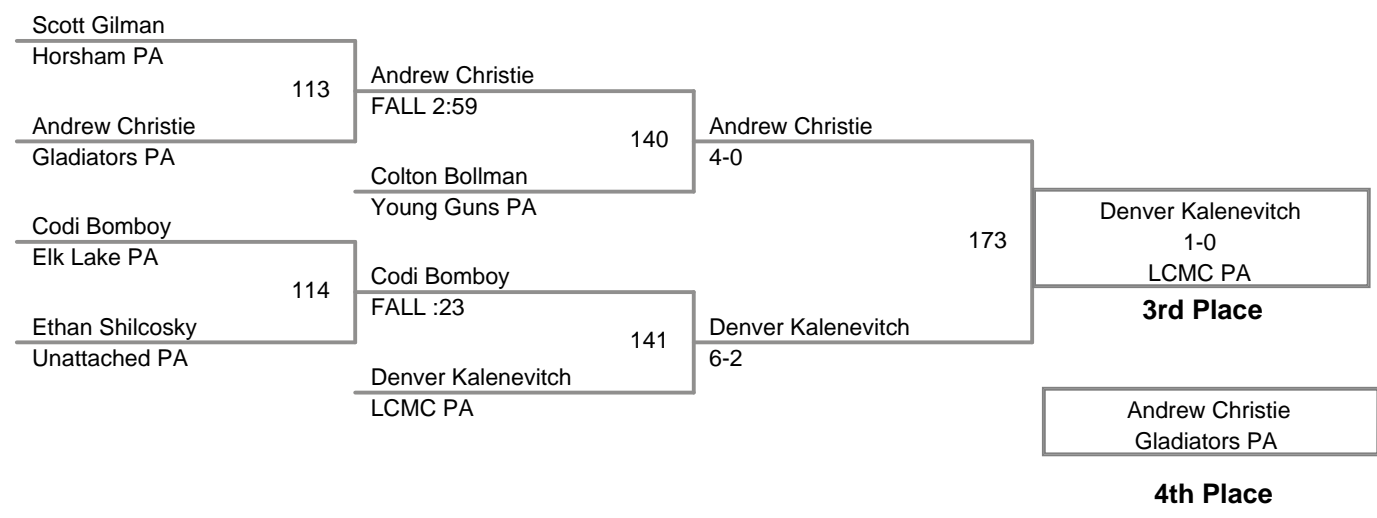 Scott Gilman
Horsham PA
113
Andrew Christie
Gladiators PA
Andrew Christie
FALL 2:59
140
Colton Bollman
Young Guns PA
Codi Bomboy
Elk Lake PA
114
Ethan Shilcosky
Unattached PA
Codi Bomboy
FALL :23
141
Denver Kalenevitch
LCMC PA
Andrew Christie
4-0
173
Denver Kalenevitch
6-2
Denver Kalenevitch
1-0
LCMC PA
3rd Place
Andrew Christie
Gladiators PA
4th Place